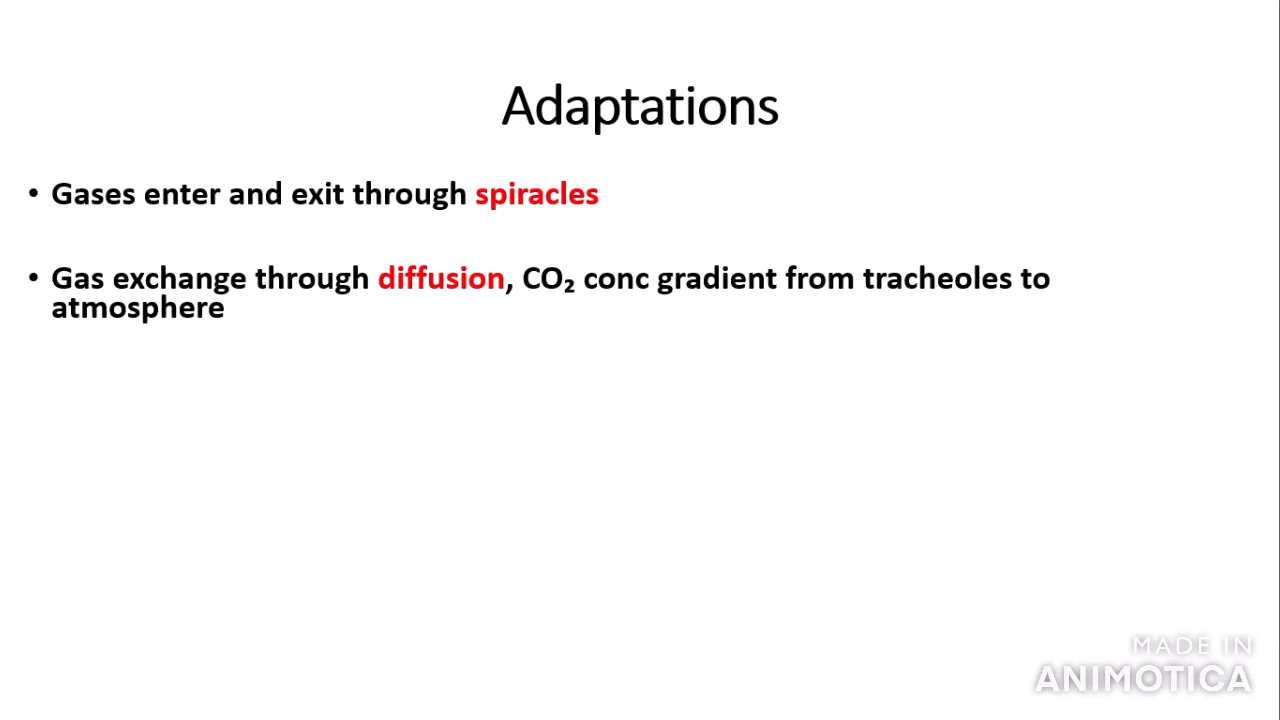 Adaptations
• Gases enter and exit through spiracles
• Gas exchange through diffusion, CO₂ conc gradient from tracheoles to
atmosphere
MADE IN
ANIMOTICA